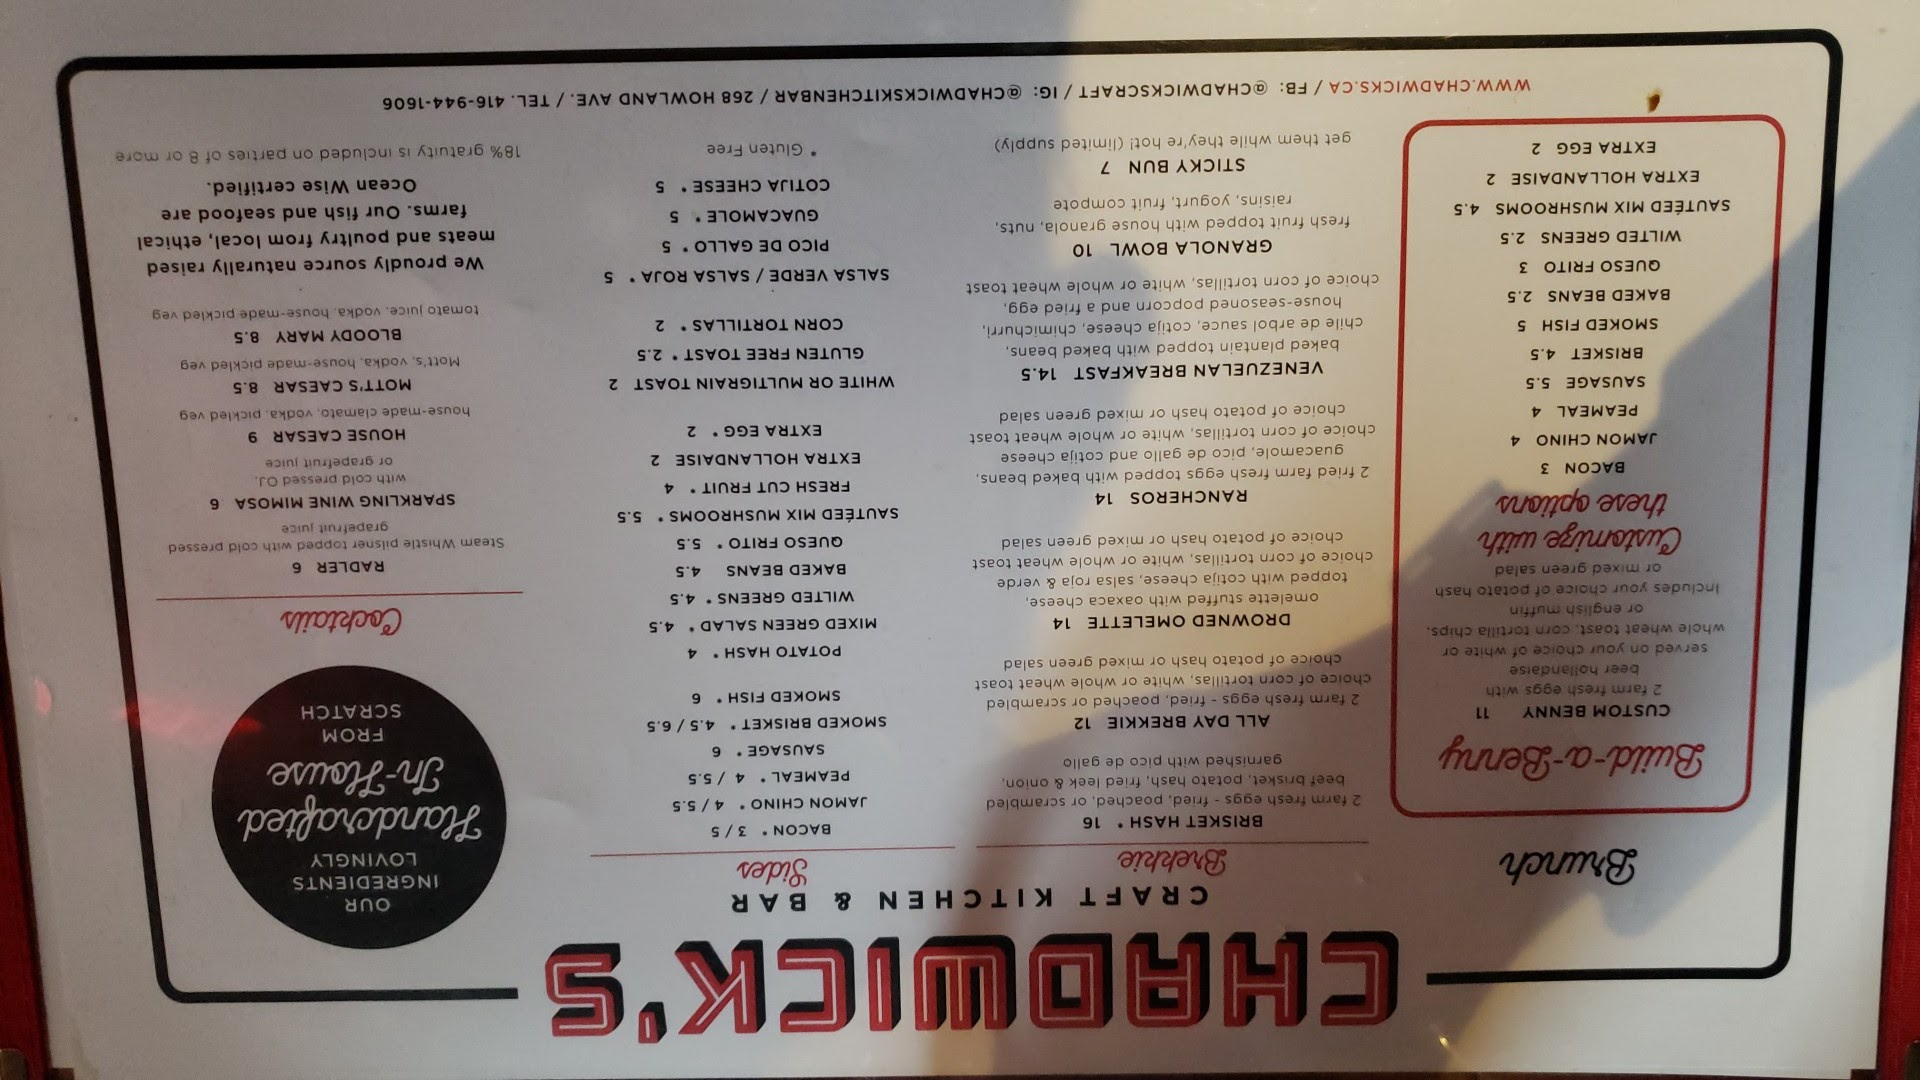 CHADWICK'S
CRAFT KITCHEN & BAR
Brunch
Build-a-Benny
CUSTOM BENNY 11
2 farm fresh eggs with
beer hollandaise
served on your choice of white or
whole wheat toast, corn tortilla chips,
or english muffin
Includes your choice of potato hash
or mixed green salad
Customize with
these options
BACON 3
JAMON CHINO 4
PEAMEAL 4
SAUSAGE 5.5
BRISKET 4.5
SMOKED FISH 5
BAKED BEANS 2.5
QUESO FRITO 3
WILTED GREENS 2.5
SAUTÉED MIX MUSHROOMS 4.5
EXTRA HOLLANDAISE 2
EXTRA EGG 2
Brekkie
BRISKET HASH * 16
2 farm fresh eggs - fried, poached, or scrambled
beef brisket, potato hash, fried leek & onion,
garnished with pico de gallo
ALL DAY BREKKIE 12
2 farm fresh eggs - fried, poached or scrambled
choice of corn tortillas, white or whole wheat toast
choice of potato hash or mixed green salad
DROWNED OMELETTE 14
omelette stuffed with oaxaca cheese,
topped with cotija cheese, salsa roja & verde
choice of corn tortillas, white or whole wheat toast
choice of potato hash or mixed green salad
RANCHEROS 14
2 fried farm fresh eggs topped with baked beans,
guacamole, pico de gallo and cotija cheese
choice of corn tortillas, white or whole wheat toast
choice of potato hash or mixed green salad
VENEZUELAN BREAKFAST 14.5
baked plantain topped with baked beans,
chile de arbol sauce, cotija cheese, chimichurri,
house-seasoned popcorn and a fried egg,
choice of corn tortillas, white or whole wheat toast
GRANOLA BOWL 10
fresh fruit topped with house granola, nuts,
raisins, yogurt, fruit compote
STICKY BUN 7
get them while they're hot! (limited supply)
Sides
BACON * 3 / 5
JAMON CHINO * 4 / 5.5
PEAMEAL * 4 / 5.5
SAUSAGE * 6
SMOKED BRISKET * 4.5 / 6.5
SMOKED FISH * 6
POTATO HASH * 4
MIXED GREEN SALAD * 4.5
WILTED GREENS * 4.5
BAKED BEANS 4.5
QUESO FRITO * 5.5
SAUTÉED MIX MUSHROOMS * 5.5
FRESH CUT FRUIT * 4
EXTRA HOLLANDAISE 2
EXTRA EGG * 2
WHITE OR MULTIGRAIN TOAST 2
GLUTEN FREE TOAST * 2.5
CORN TORTILLAS * 2
SALSA VERDE / SALSA ROJA * 5
PICO DE GALLO * 5
GUACAMOLE * 5
COTIJA CHEESE * 5
* Gluten Free
OUR
INGREDIENTS
LOVINGLY
Handcrafted
In-House
FROM
SCRATCH
Cocktails
RADLER 6
Steam Whistle pilsner topped with cold pressed
grapefruit juice
SPARKLING WINE MIMOSA 6
with cold pressed OJ,
or grapefruit juice
HOUSE CAESAR 9
house-made clamato, vodka, pickled veg
MOTT'S CAESAR 8.5
Mott's, vodka, house-made pickled veg
BLOODY MARY 8.5
tomato juice, vodka, house-made pickled veg
We proudly source naturally raised
meats and poultry from local, ethical
farms. Our fish and seafood are
Ocean Wise certified.
18% gratuity is included on parties of 8 or more
WWW.CHADWICKS.CA / FB: @CHADWICKSCRAFT / IG: @CHADWICKSKITCHENBAR / 268 HOWLAND AVE. / TEL. 416-944-1606